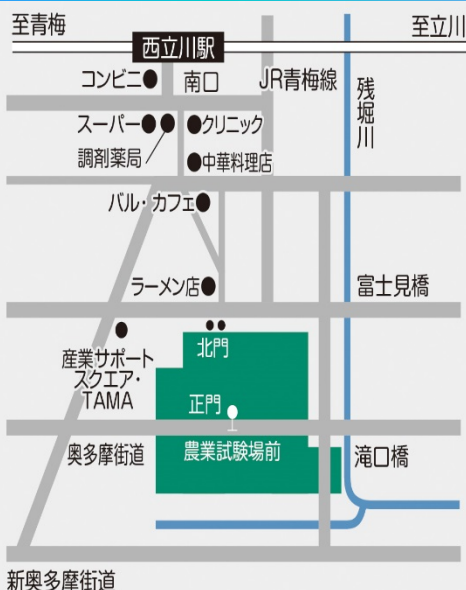 至青梅
至立川
西立川駅
コンビニ
南口
JR青梅線
残堀川
スーパー
クリニック
調剤薬局
中華料理店
バル・カフェ
ラーメン店
富士見橋
北門
産業サポート
スクエア・
TAMA
正門
奥多摩街道
農業試験場前
滝口橋
新奥多摩街道